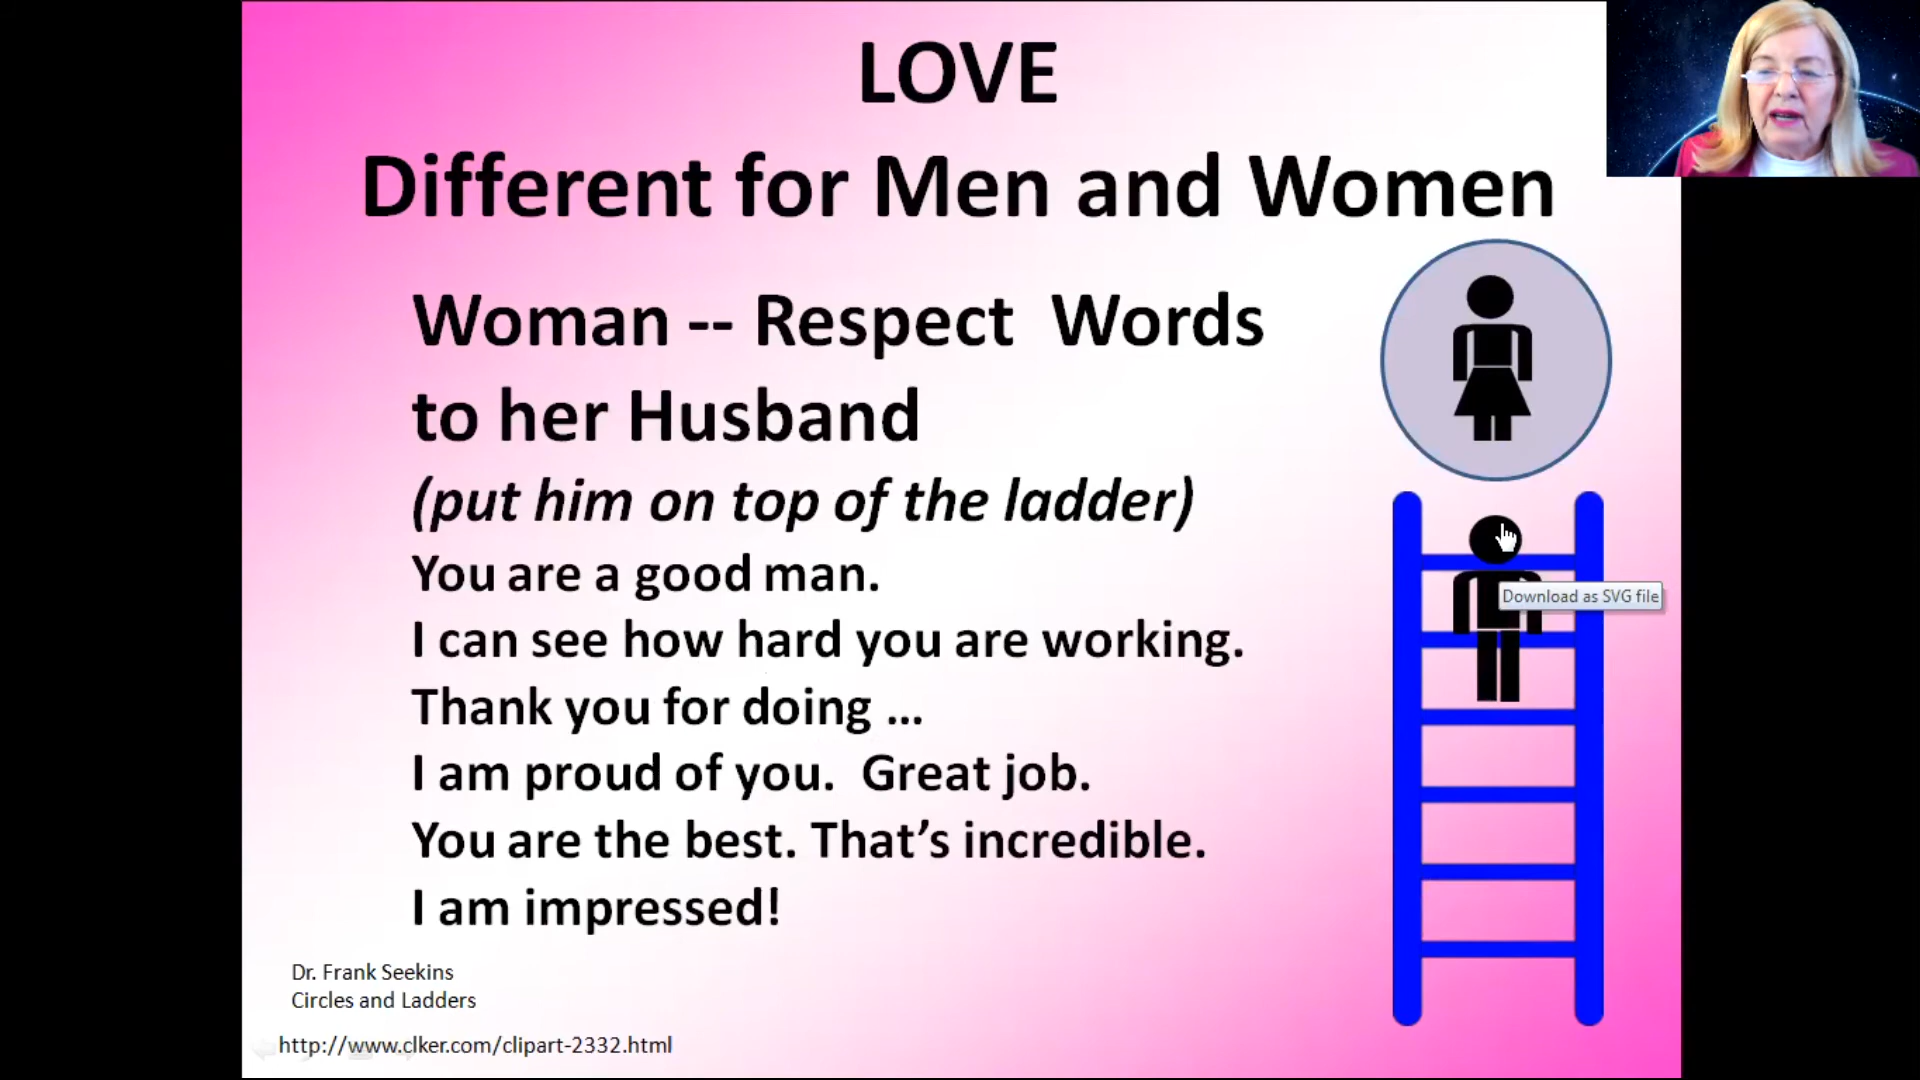 LOVE
Different for Men and Women
Woman -- Respect  Words
to her Husband
(put him on top of the ladder)
You are a good man.
I can see how hard you are working.
Thank you for doing ...
I am proud of you.  Great job.
You are the best. That’s incredible.
I am impressed!
Download as SVG file
Dr. Frank Seekins
Circles and Ladders
http://www.clker.com/clipart-2332.html